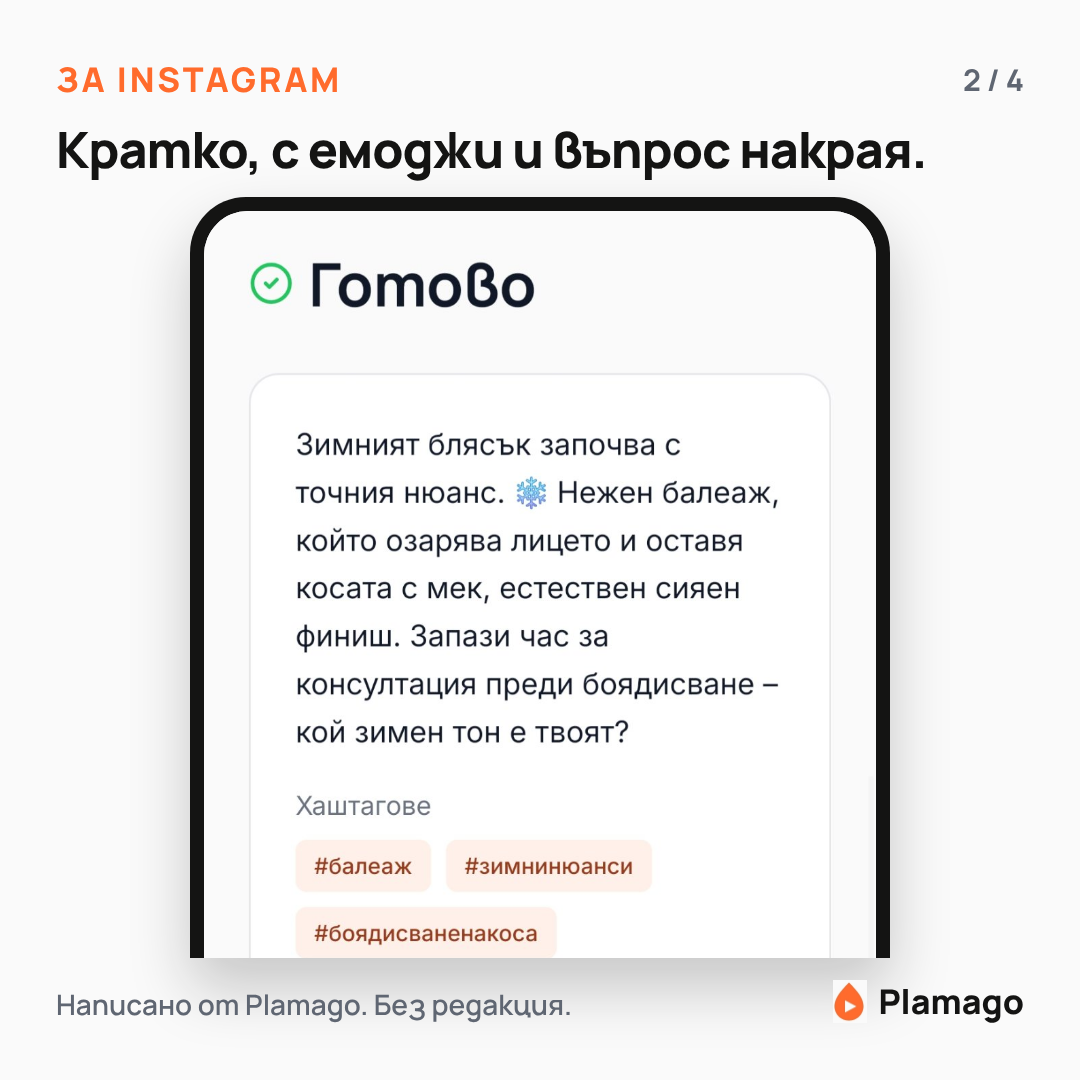 ЗА INSTAGRAM
2 / 4
Кратко, с емоджи и въпрос накрая.
Готово
Зимният блясък започва с
точния нюанс. ❄️ Нежен балеаж,
който озарява лицето и оставя
косата с мек, естествен сияен
финиш. Запази час за
консултация преди боядисване –
кой зимен тон е твоят?
Хаштагове
#балеаж #зимнинюанси
#боядисваненакоса
Написано от Plamago. Без редакция.
Plamago